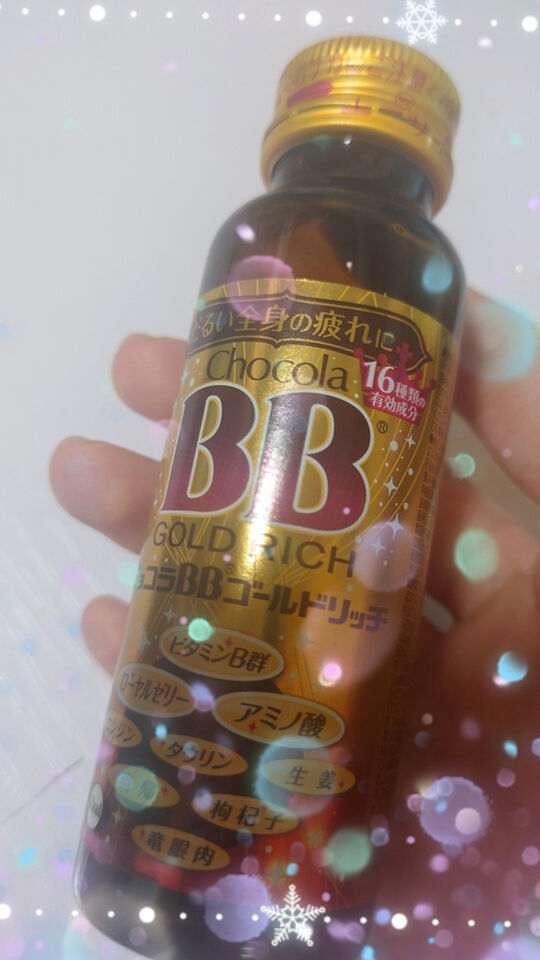 だるい全身の疲れに
Chocola
16種類の
有効成分
BB®
GOLD RICH
チョコラBBゴールドリッチ
ビタミンB群
ローヤルゼリー
アミノ酸
タウリン
生姜
枸杞子
竜眼肉